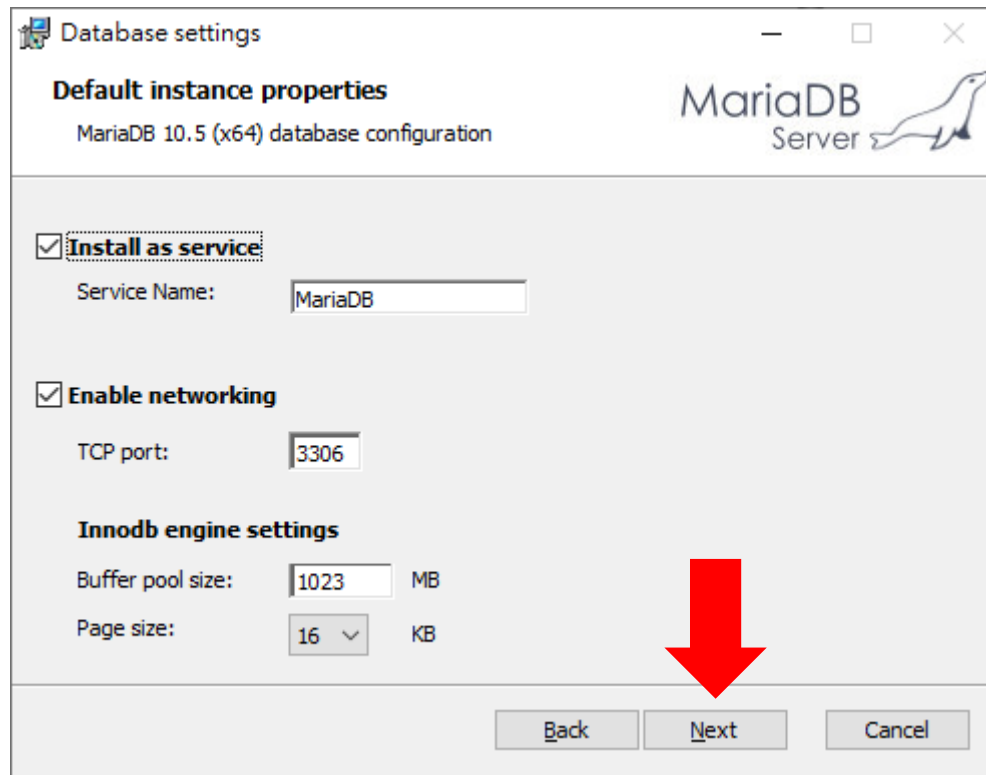 Database settings
Default instance properties
MariaDB 10.5 (x64) database configuration
MariaDB
Server
Install as service
Service Name: MariaDB
Enable networking
TCP port: 3306
Innodb engine settings
Buffer pool size: 1023 MB
Page size: 16 KB
Back Next Cancel